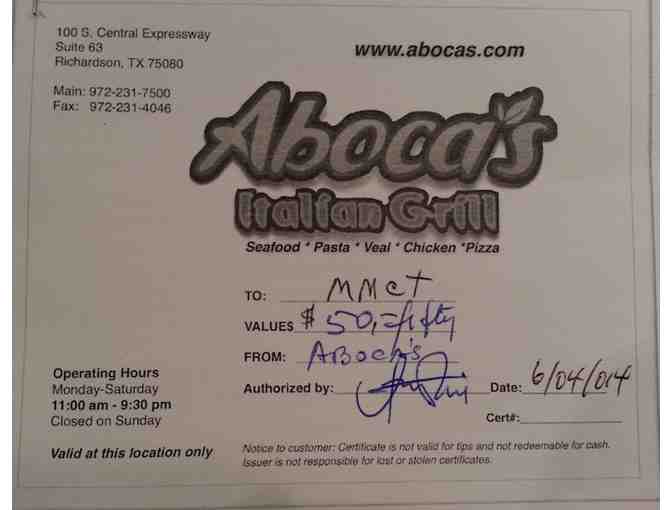 100 S. Central Expressway
Suite 63
Richardson, TX 75080
Main: 972-231-7500
Fax: 972-231-4046
www.abocas.com
Aboca's
Italian Grill
Seafood * Pasta * Veal * Chicken *Pizza
TO: MMCT
VALUE$ $ 50,= fifty
FROM: ABOCA's
Operating Hours
Monday-Saturday
11:00 am - 9:30 pm
Closed on Sunday
Authorized by:
Date: 6/04/014
Cert#:
Valid at this location only
Notice to customer: Certificate is not valid for tips and not redeemable for cash.
Issuer is not responsible for lost or stolen certificates.